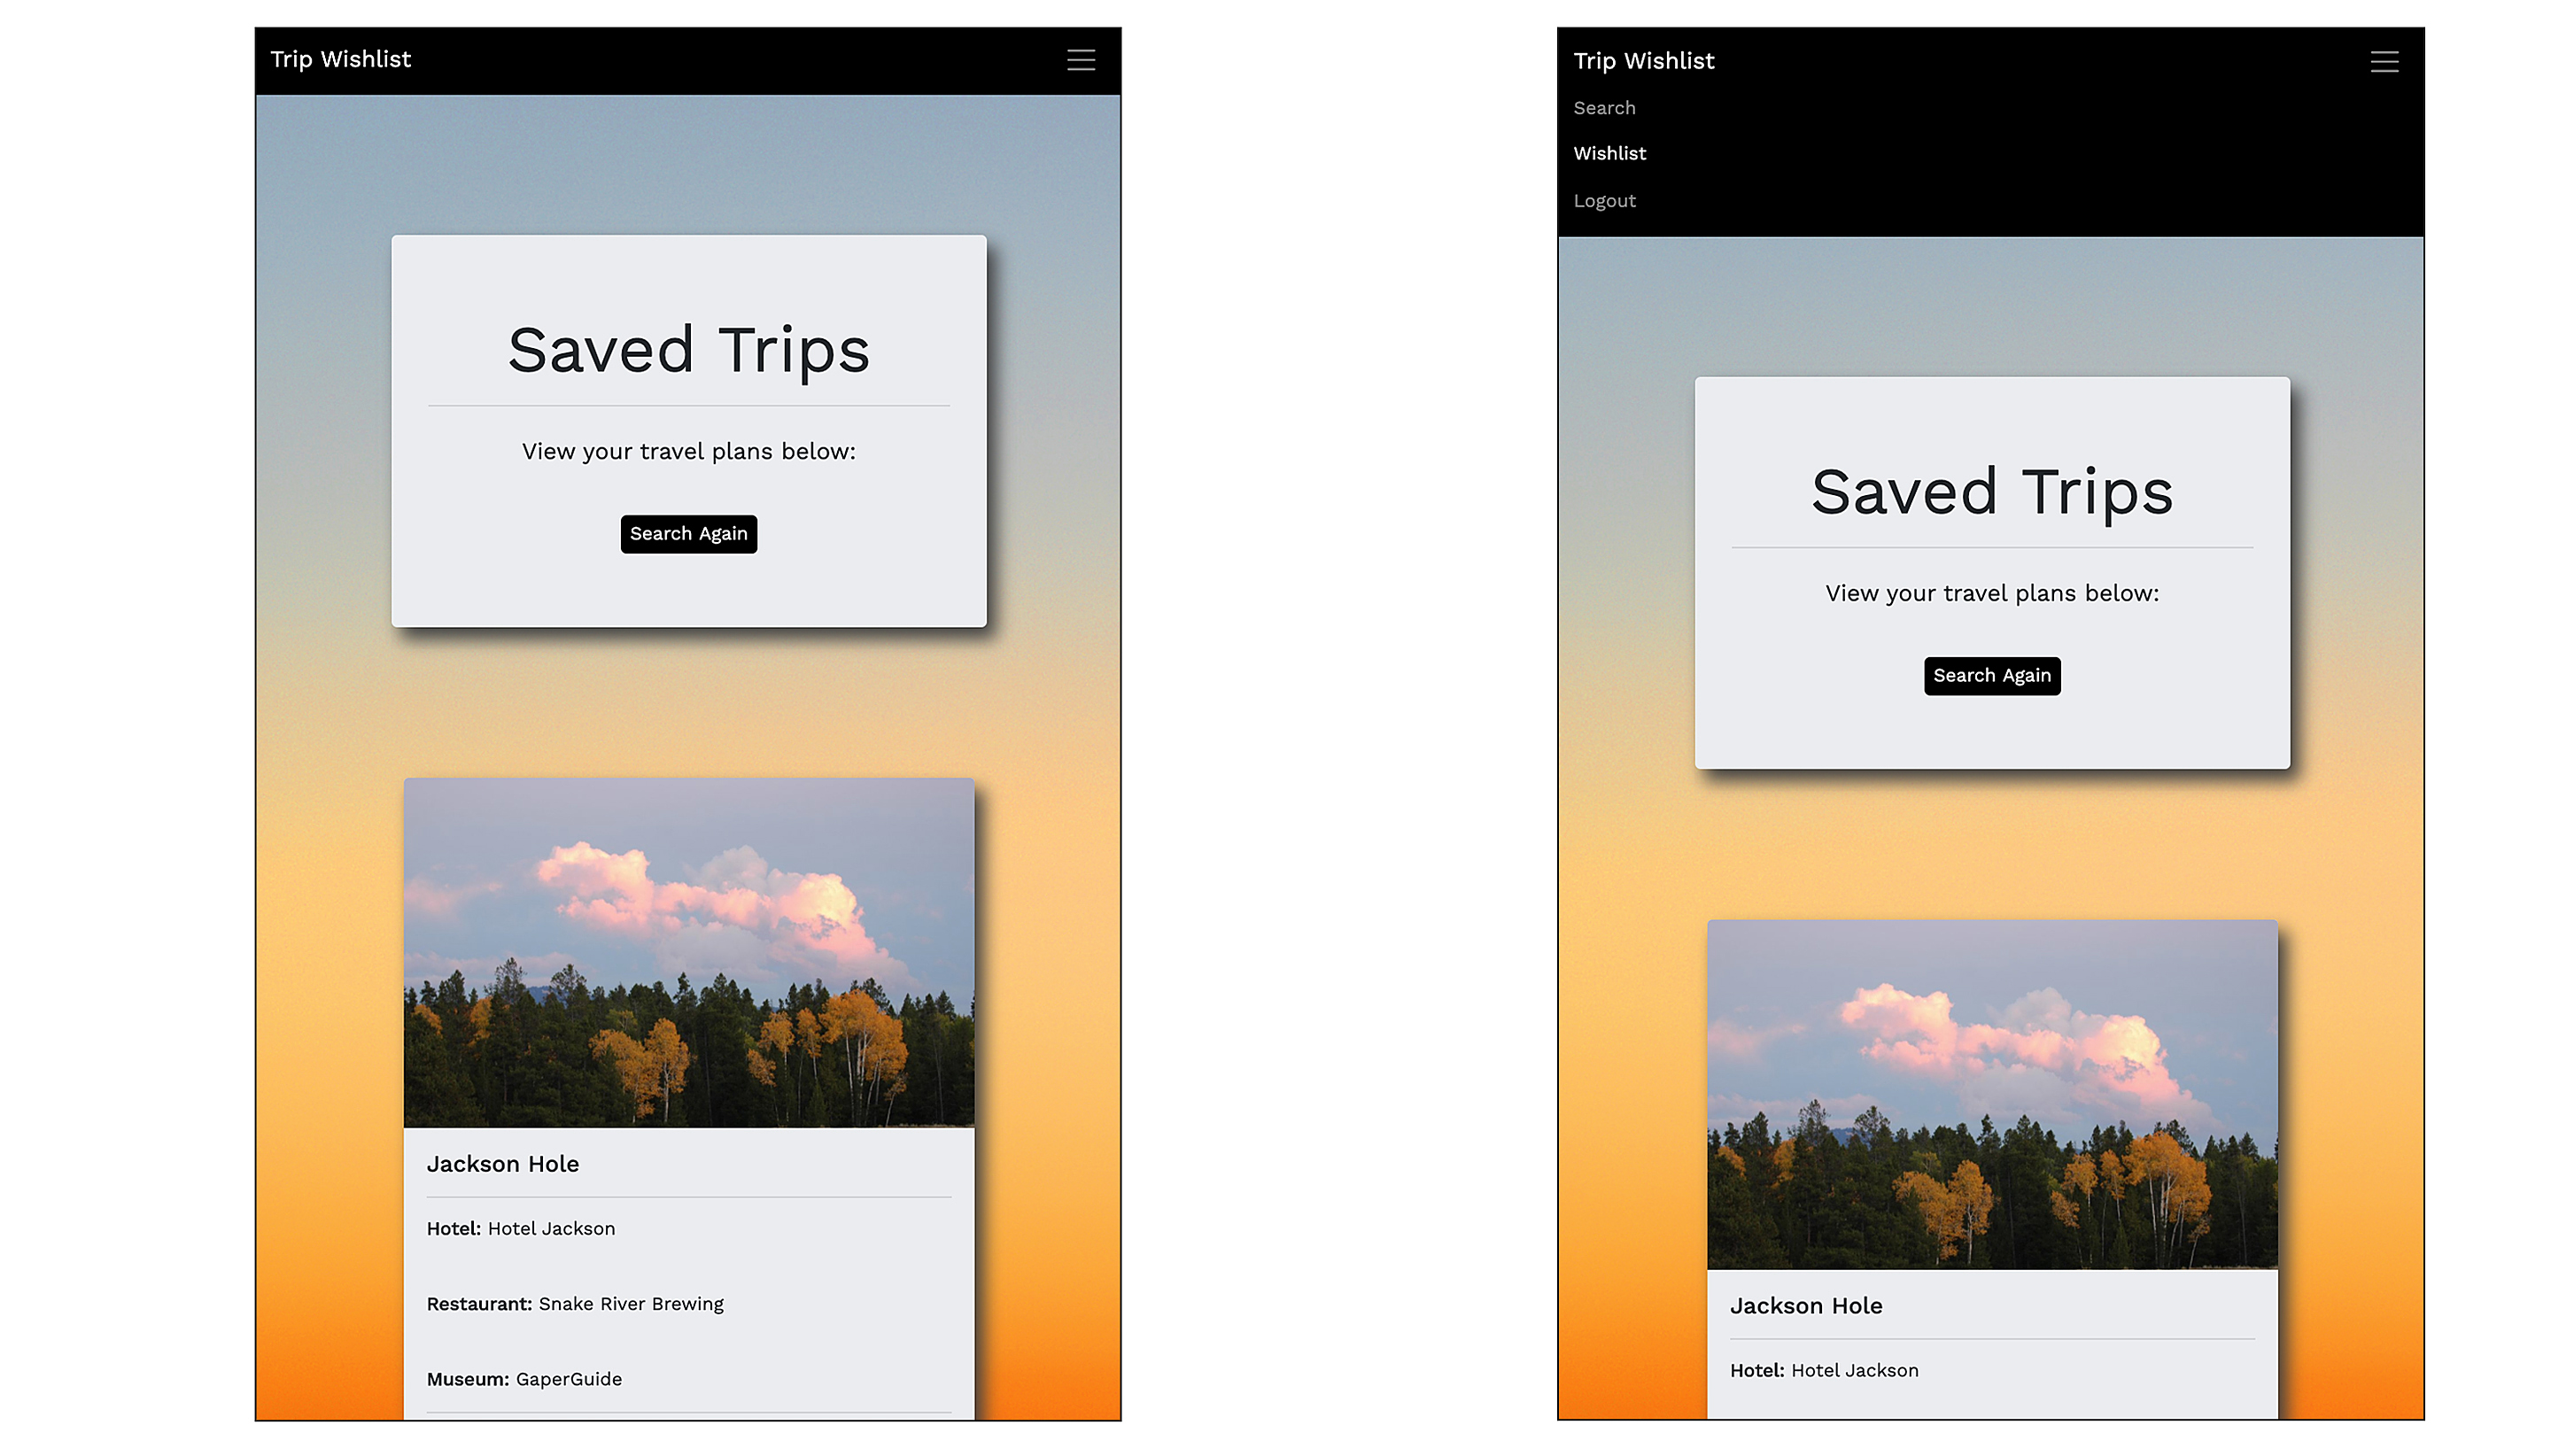 Trip Wishlist
Saved Trips
View your travel plans below:
Search Again
Jackson Hole
Hotel: Hotel Jackson
Restaurant: Snake River Brewing
Museum: GaperGuide
Trip Wishlist
Search
Wishlist
Logout
Saved Trips
View your travel plans below:
Search Again
Jackson Hole
Hotel: Hotel Jackson